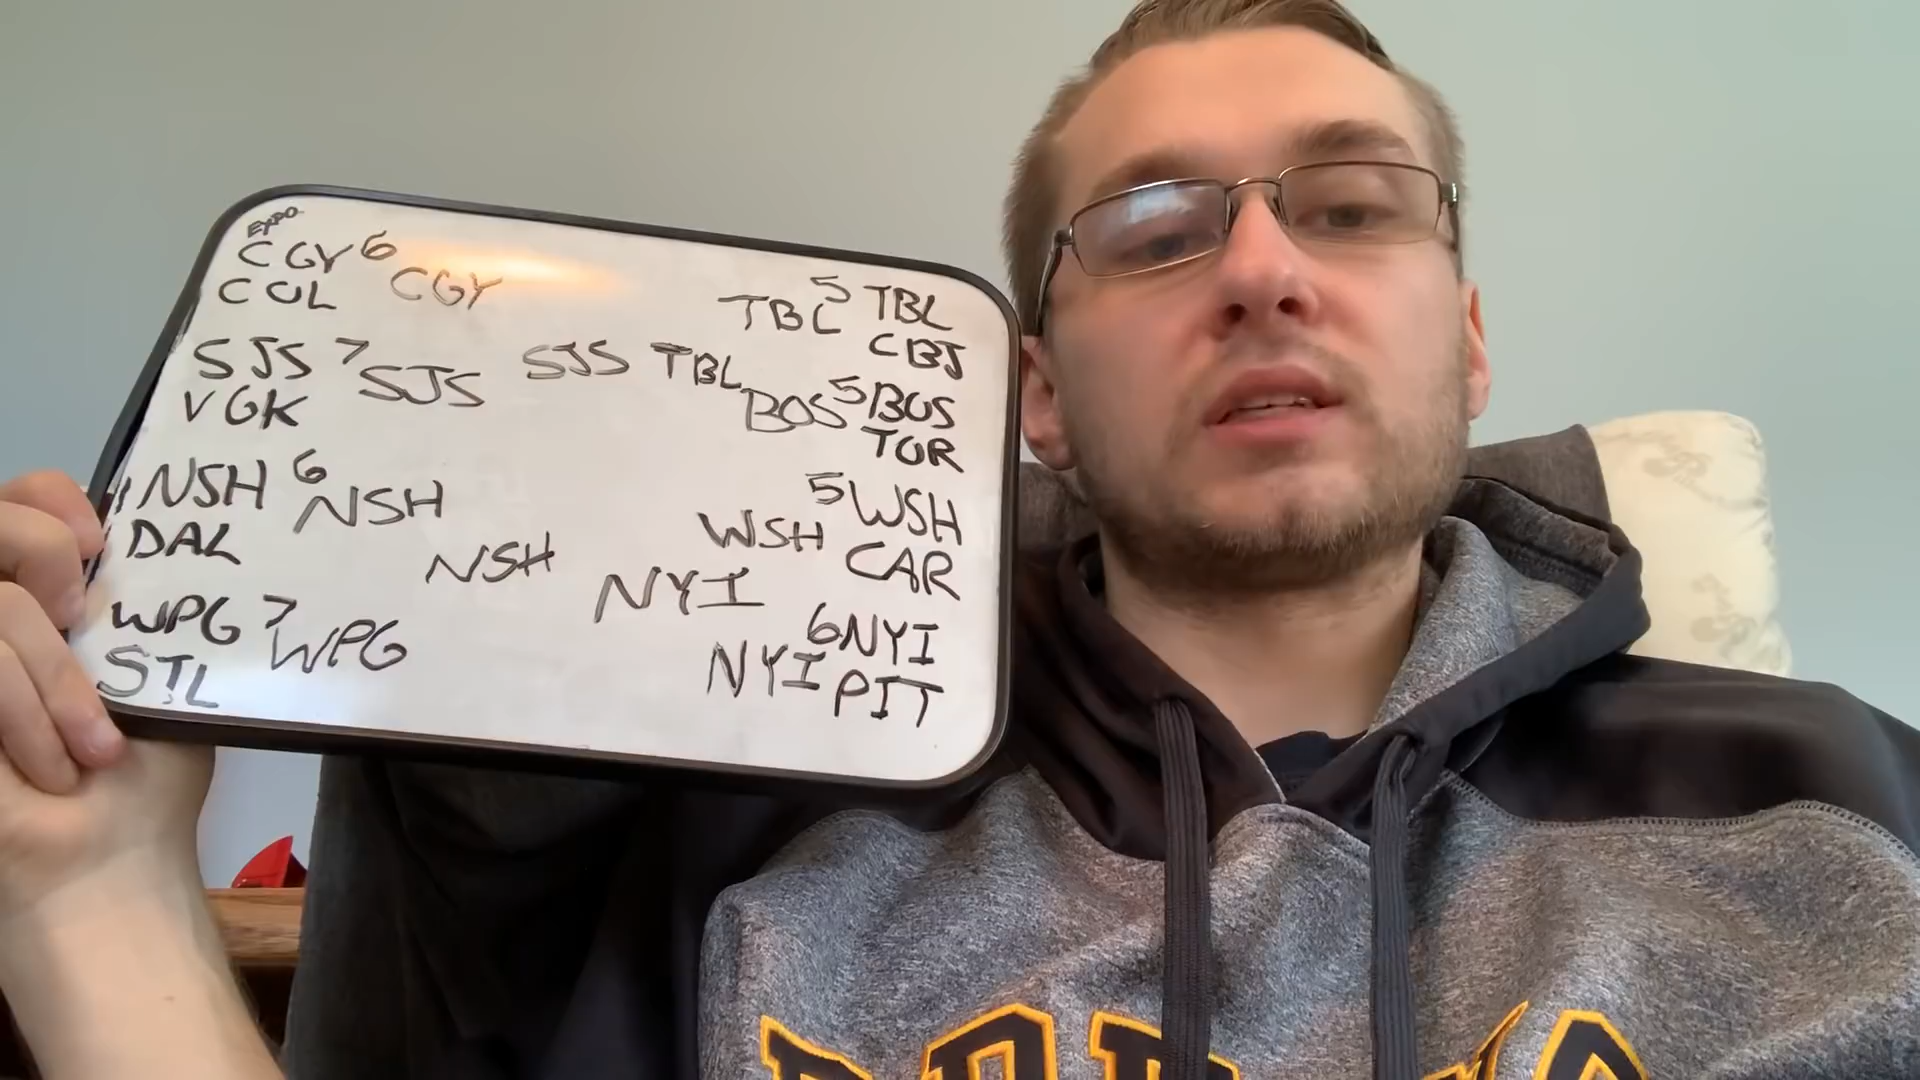 EXPO
CGY 6
COL
CGY
SJS 7
VGK
SJS
SJS
NSH 6
DAL
NSH
NSH
WPG 7
STL
WPG
5 TBL
CBJ
TBL
TBL
5 BOS
TOR
BOS
5 WSH
CAR
WSH
NYI
6 NYI
PIT
NYI